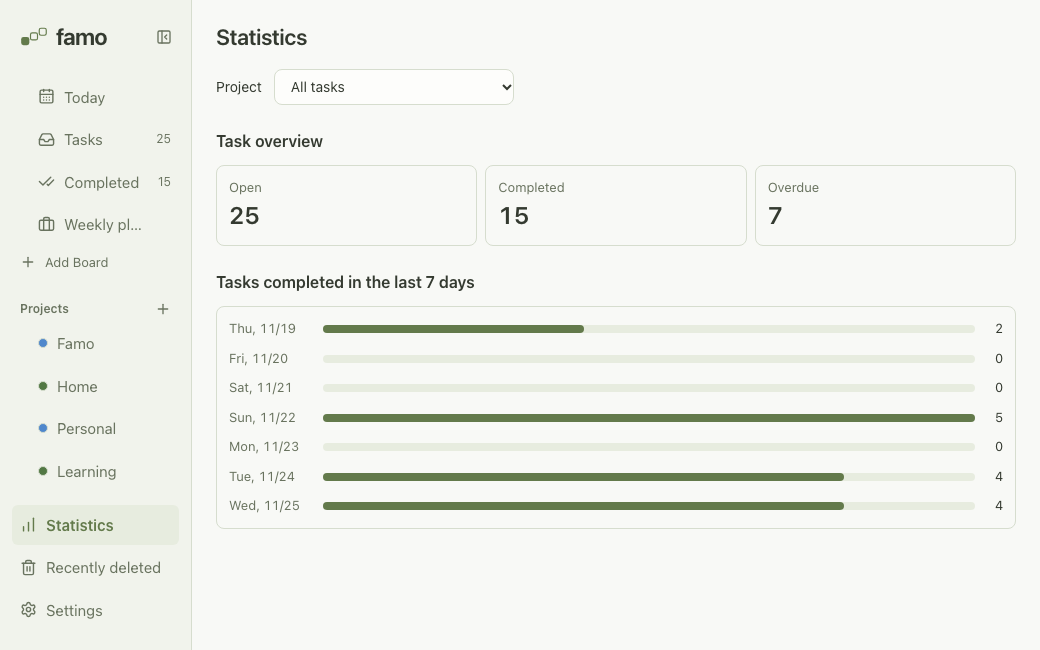 famo
Today
Tasks 25
Completed 15
Weekly pl...
Add Board
Projects
Famo
Home
Personal
Learning
Statistics
Recently deleted
Settings
Statistics
Project All tasks
Task overview
Open Completed Overdue
25 15 7
Tasks completed in the last 7 days
Thu, 11/19 2
Fri, 11/20 0
Sat, 11/21 0
Sun, 11/22 5
Mon, 11/23 0
Tue, 11/24 4
Wed, 11/25 4